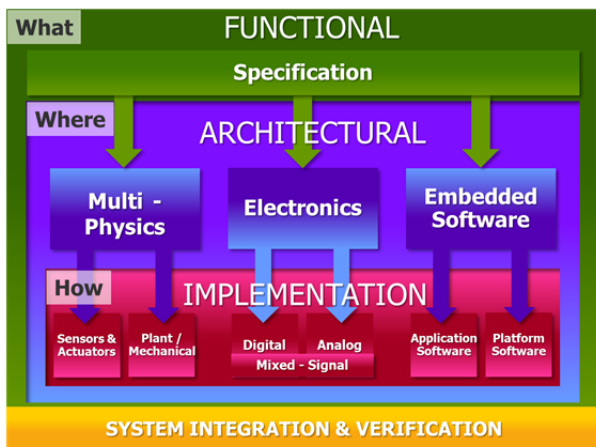 What
FUNCTIONAL
Specification
Where
ARCHITECTURAL
Multi -
Physics
Electronics
Embedded
Software
How
IMPLEMENTATION
Sensors &
Actuators
Plant /
Mechanical
Digital
Analog
Mixed - Signal
Application
Software
Platform
Software
SYSTEM INTEGRATION & VERIFICATION